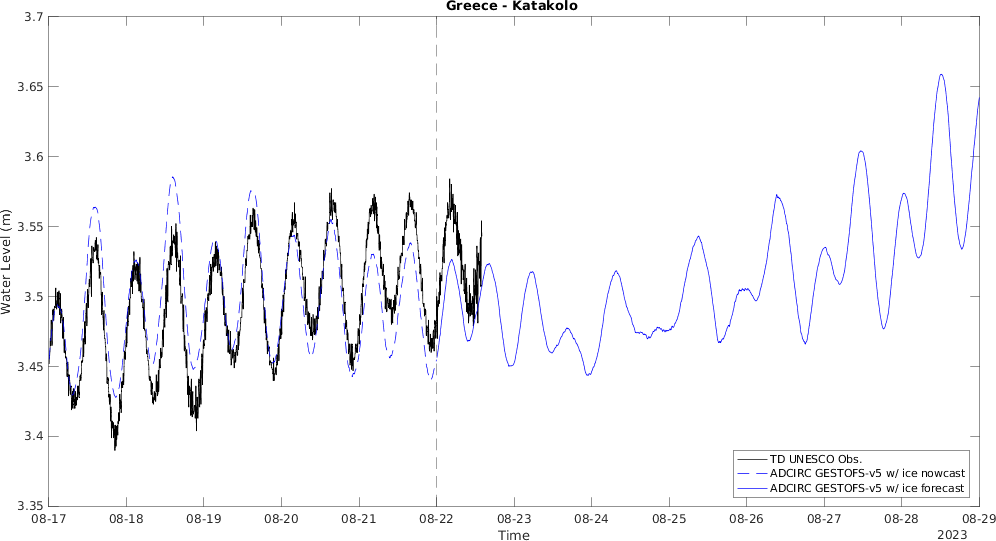 Greece - Katakolo
3.7
3.65
3.6
3.55
3.5
3.45
3.4
3.35
Water Level (m)
08-17 08-18 08-19 08-20 08-21 08-22 08-23 08-24 08-25 08-26 08-27 08-28 08-29
Time
2023
TD UNESCO Obs.
ADCIRC GESTOFS-v5 w/ ice nowcast
ADCIRC GESTOFS-v5 w/ ice forecast